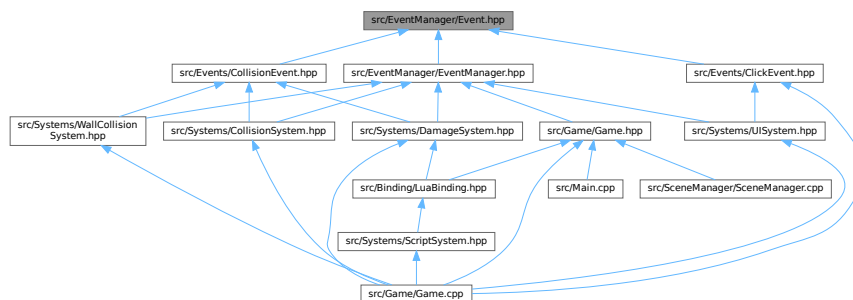 src/EventManager/Event.hpp
src/Events/CollisionEvent.hpp
src/EventManager/EventManager.hpp
src/Events/ClickEvent.hpp
src/Systems/WallCollision
System.hpp
src/Systems/CollisionSystem.hpp
src/Systems/DamageSystem.hpp
src/Game/Game.hpp
src/Systems/UISystem.hpp
src/Binding/LuaBinding.hpp
src/Main.cpp
src/SceneManager/SceneManager.cpp
src/Systems/ScriptSystem.hpp
src/Game/Game.cpp